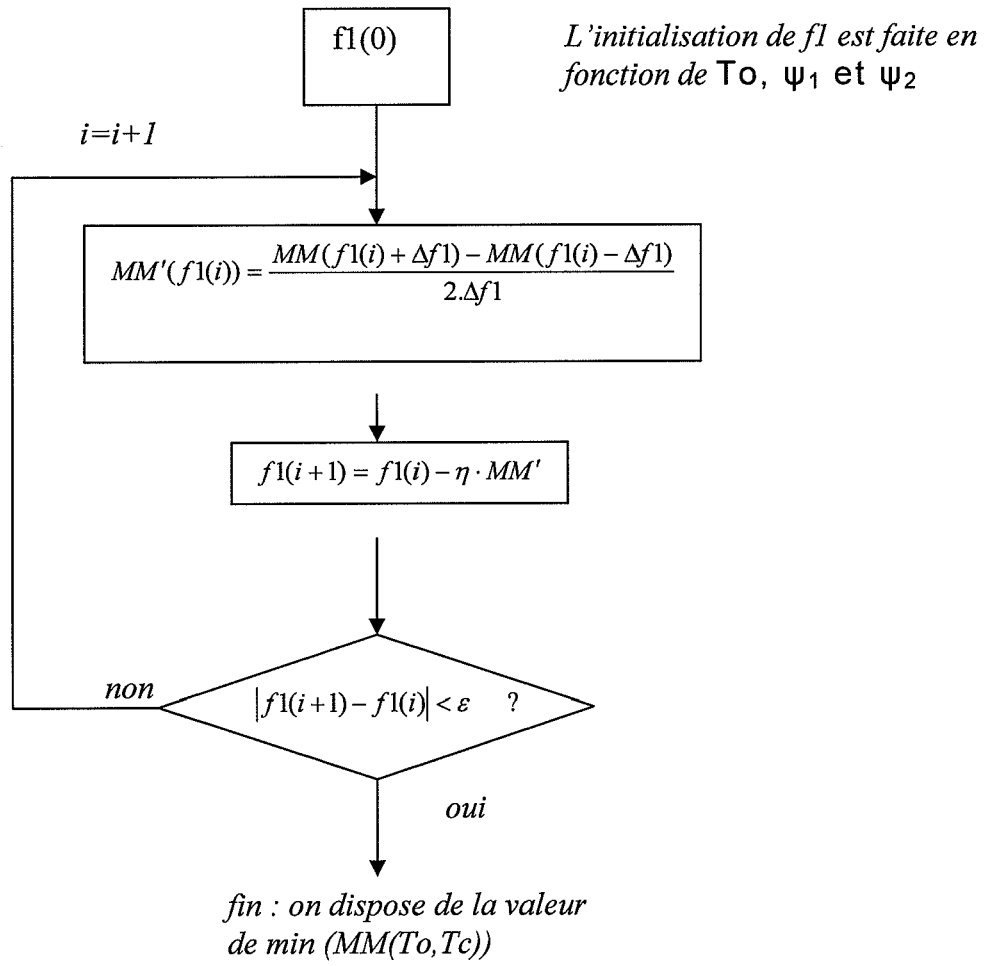 f1(0)
L'initialisation de f1 est faite en
fonction de To, ψ₁ et ψ₂
i=i+1
MM'(f1(i)) = \frac{MM(f1(i) + Δf1) − MM(f1(i) − Δf1)}{2.Δf1}
f1(i+1) = f1(i) − η · MM'
non
|f1(i+1) − f1(i)| < ε ?
oui
fin : on dispose de la valeur
de min (MM(To,Tc))